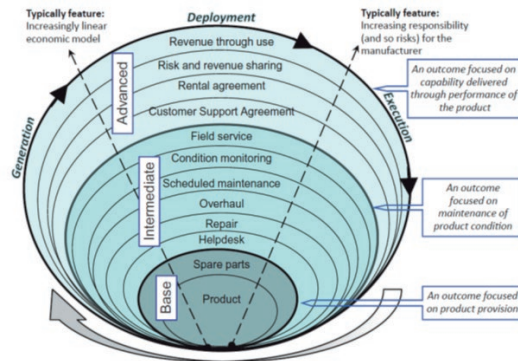 Typically feature:
Increasingly linear
economic model
Deployment
Typically feature:
Increasing responsibility
(and so risks) for the
manufacturer
Generation
Execution
Advanced
Revenue through use
Risk and revenue sharing
Rental agreement
Customer Support Agreement
Intermediate
Field service
Condition monitoring
Scheduled maintenance
Overhaul
Repair
Helpdesk
Base
Spare parts
Product
An outcome focused on
capability delivered
through performance of
the product
An outcome
focused on
maintenance of
product condition
An outcome focused
on product provision